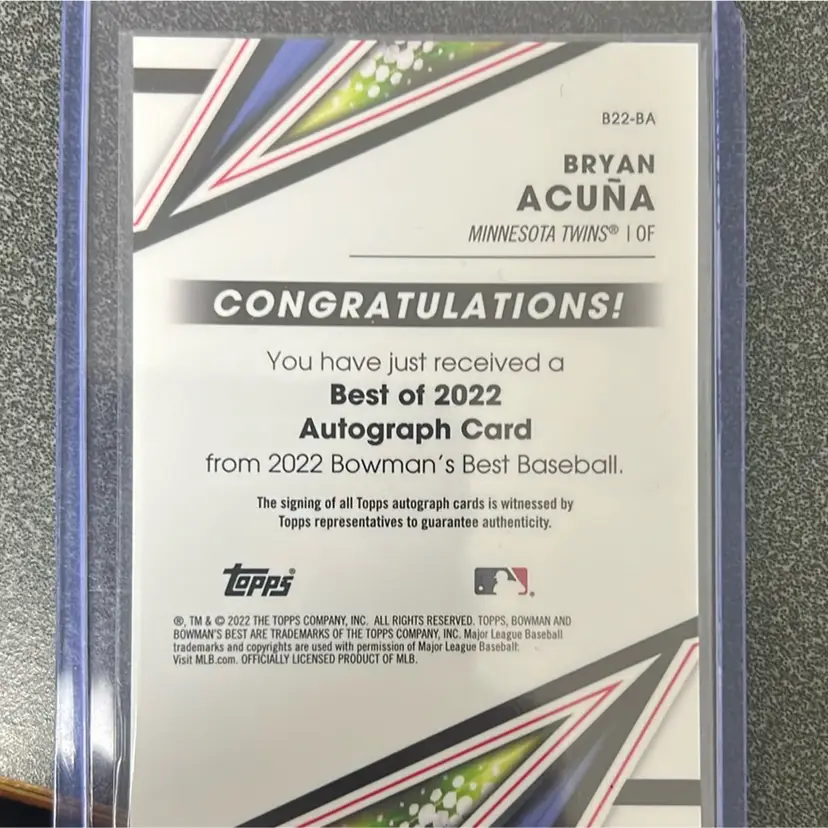 B22-BA
BRYAN
ACUÑA
MINNESOTA TWINS® | OF
CONGRATULATIONS!
You have just received a
Best of 2022
Autograph Card
from 2022 Bowman's Best Baseball.
The signing of all Topps autograph cards is witnessed by
Topps representatives to guarantee authenticity.
Topps®
®, TM & © 2022 THE TOPPS COMPANY, INC. ALL RIGHTS RESERVED. TOPPS, BOWMAN AND
BOWMAN'S BEST ARE TRADEMARKS OF THE TOPPS COMPANY, INC. Major League Baseball
trademarks and copyrights are used with permission of Major League Baseball.
Visit MLB.com. OFFICIALLY LICENSED PRODUCT OF MLB.